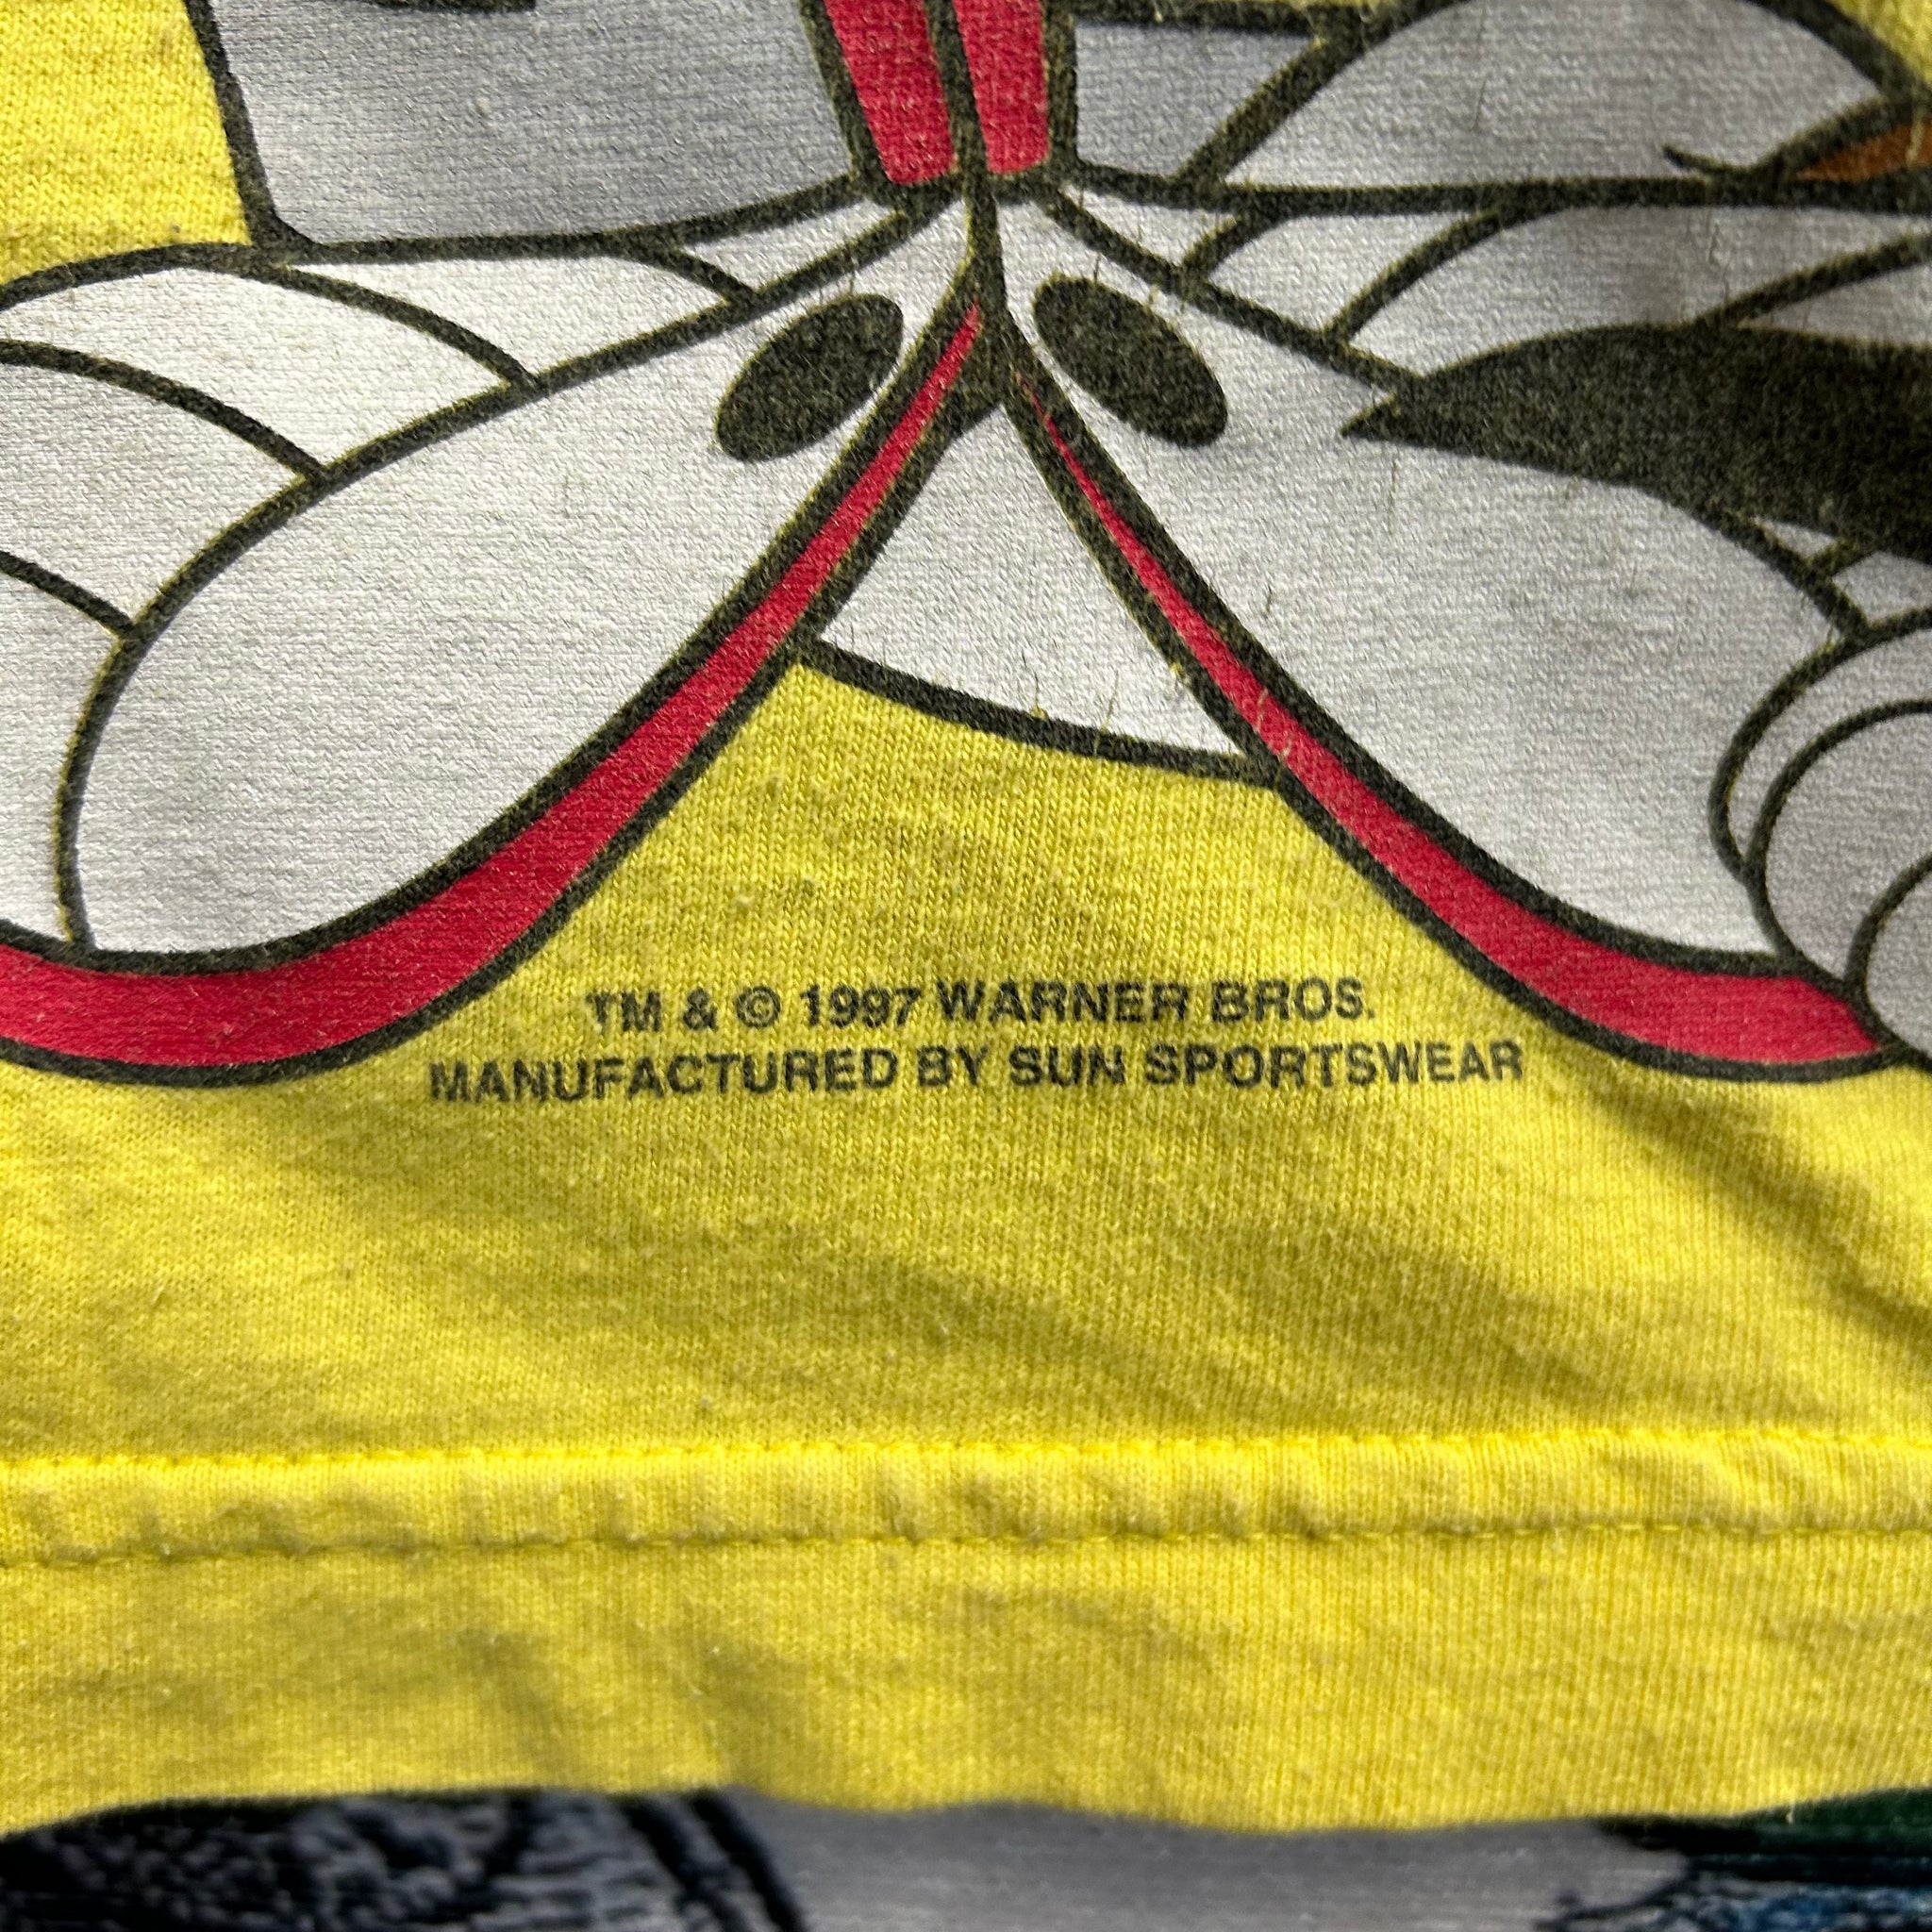 TM & © 1997 WARNER BROS.
MANUFACTURED BY SUN SPORTSWEAR